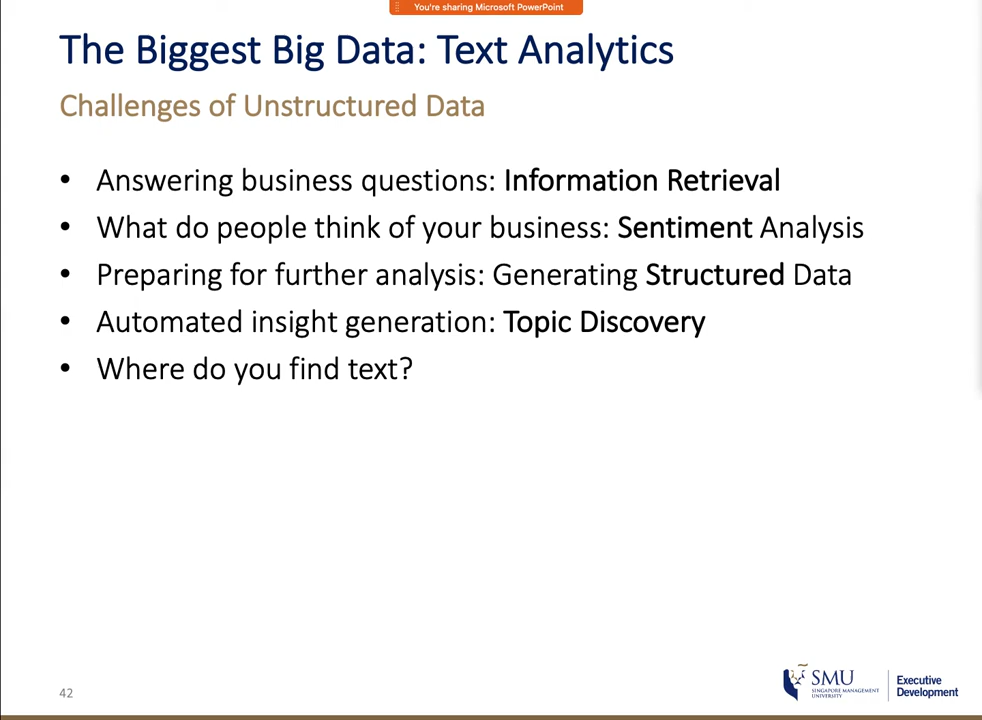 You're sharing Microsoft PowerPoint
The Biggest Big Data: Text Analytics
Challenges of Unstructured Data
• Answering business questions: Information Retrieval
• What do people think of your business: Sentiment Analysis
• Preparing for further analysis: Generating Structured Data
• Automated insight generation: Topic Discovery
• Where do you find text?
42
SMU
SINGAPORE MANAGEMENT
UNIVERSITY
Executive
Development